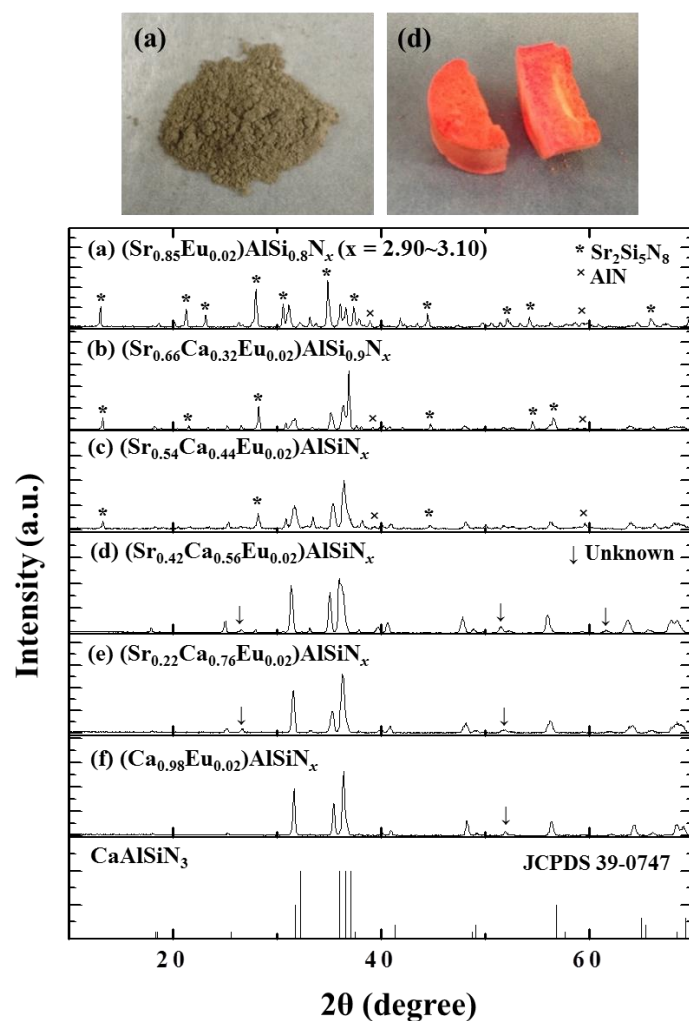 (a)
(d)
(a) (Sr₀.₈₅Eu₀.₀₂)AlSi₀.₈Nₓ (x = 2.90~3.10)
* Sr₂Si₅N₈
× AlN
* * * * * * * * × * * * × *
(b) (Sr₀.₆₆Ca₀.₃₂Eu₀.₀₂)AlSi₀.₉Nₓ
* * * × * * * ×
(c) (Sr₀.₅₄Ca₀.₄₄Eu₀.₀₂)AlSiNₓ
* * × * ×
(d) (Sr₀.₄₂Ca₀.₅₆Eu₀.₀₂)AlSiNₓ
↓ Unknown
↓ ↓ ↓
(e) (Sr₀.₂₂Ca₀.₇₆Eu₀.₀₂)AlSiNₓ
↓ ↓
(f) (Ca₀.₉₈Eu₀.₀₂)AlSiNₓ
↓
CaAlSiN₃
JCPDS 39-0747
Intensity (a.u.)
20 40 60
2θ (degree)